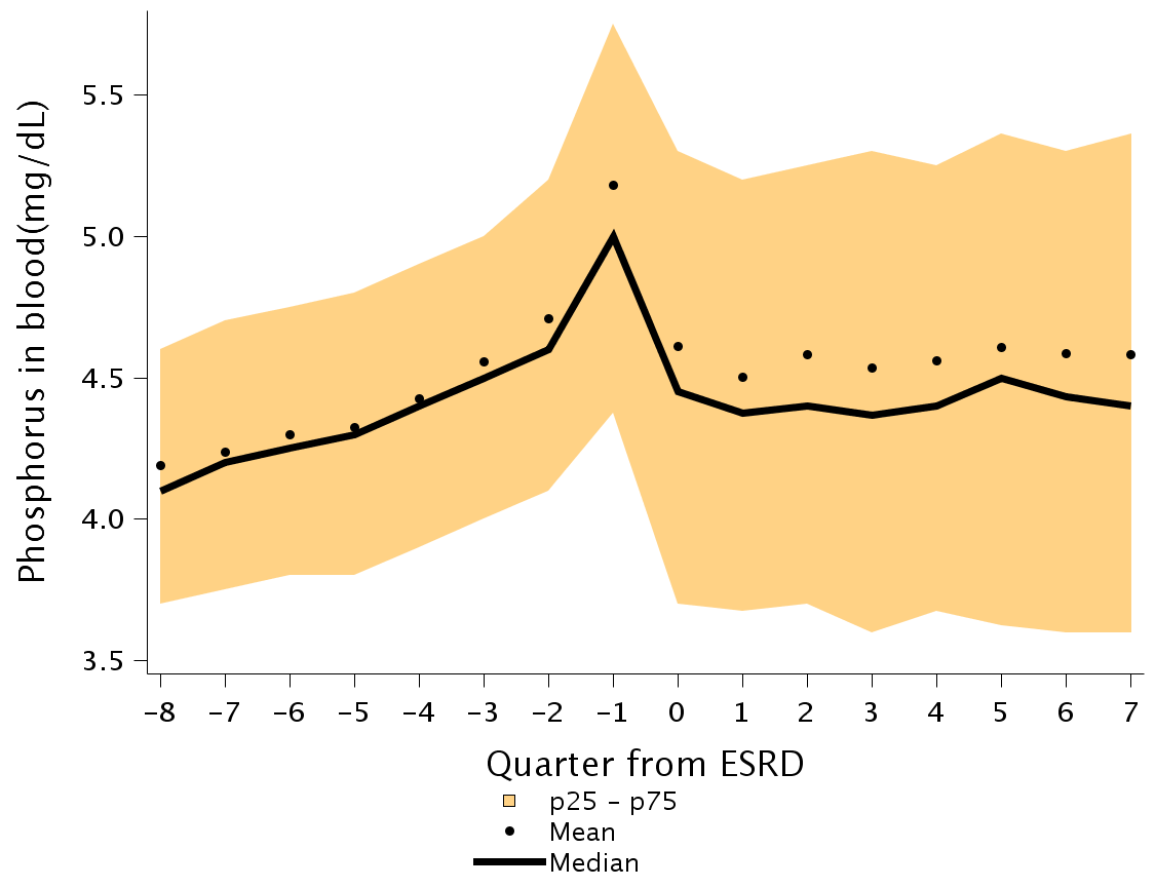 Phosphorus in blood(mg/dL)
5.5
5.0
4.5
4.0
3.5
−8 −7 −6 −5 −4 −3 −2 −1 0 1 2 3 4 5 6 7
Quarter from ESRD
p25 − p75
Mean
Median